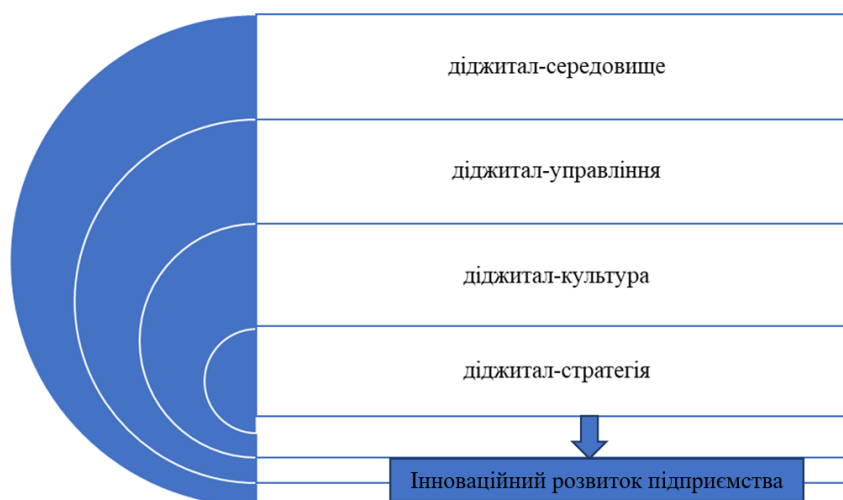 діджитал-середовище
діджитал-управління
діджитал-культура
діджитал-стратегія
Інноваційний розвиток підприємства